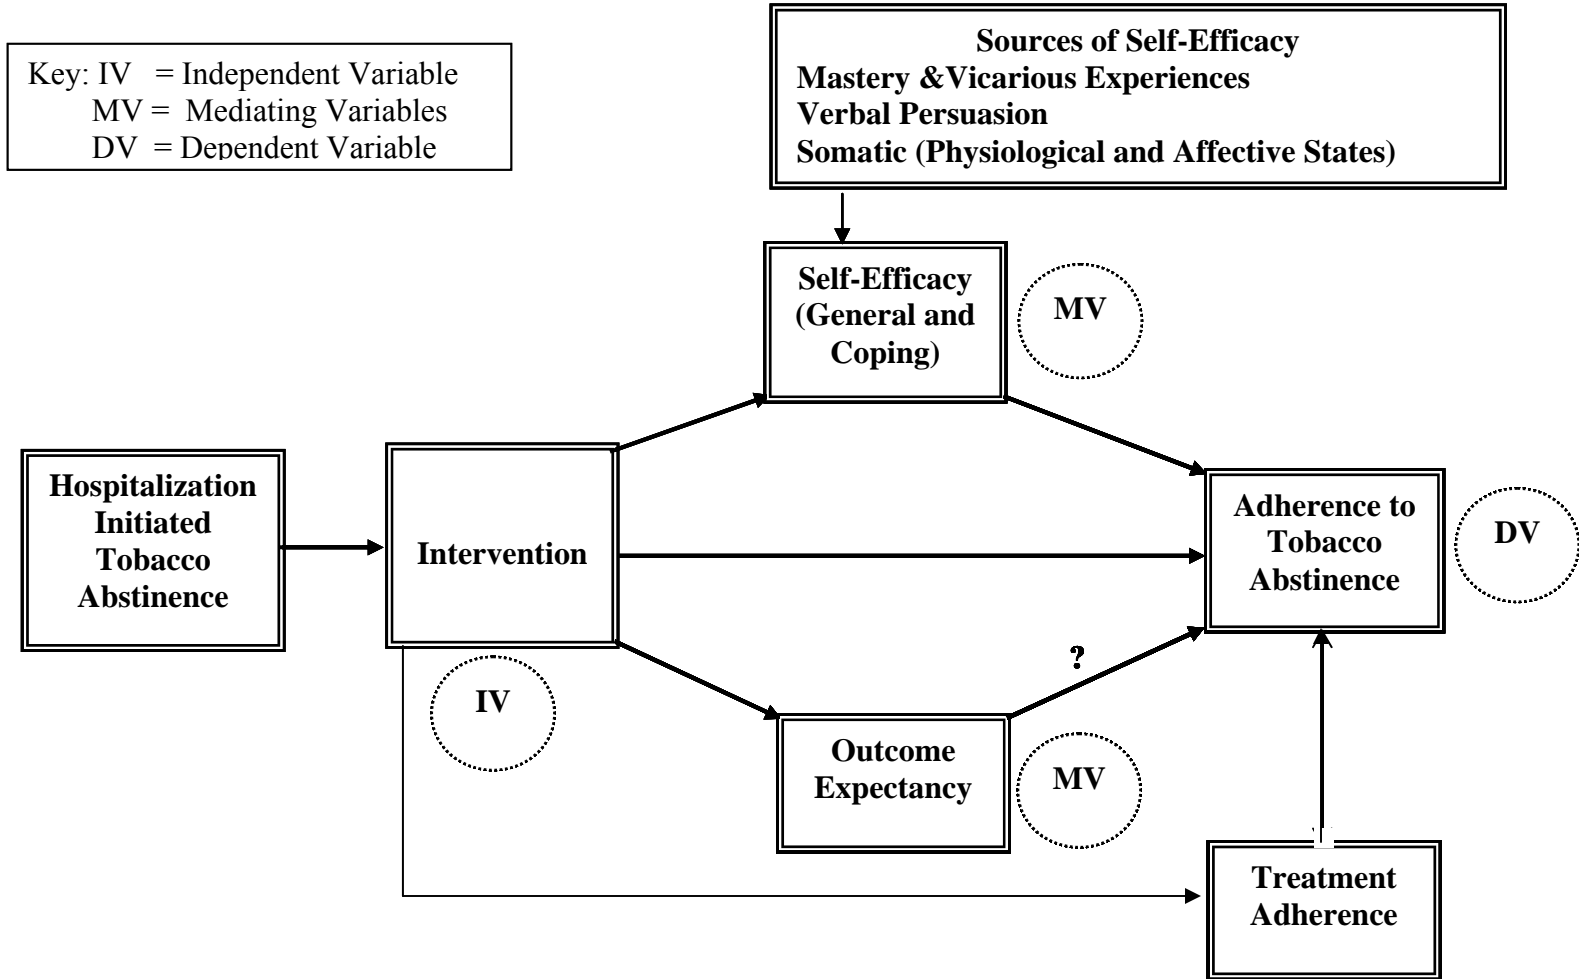 Key: IV = Independent Variable
MV = Mediating Variables
DV = Dependent Variable
Sources of Self-Efficacy
Mastery &Vicarious Experiences
Verbal Persuasion
Somatic (Physiological and Affective States)
Self-Efficacy
(General and
Coping)
MV
Hospitalization
Initiated
Tobacco
Abstinence
Intervention
IV
Adherence to
Tobacco
Abstinence
DV
?
Outcome
Expectancy
MV
Treatment
Adherence